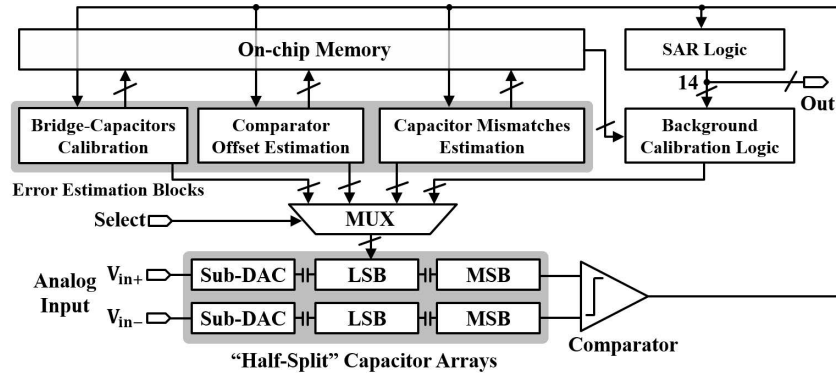 On-chip Memory
SAR Logic
14
Out
Bridge-Capacitors
Calibration
Comparator
Offset Estimation
Capacitor Mismatches
Estimation
Background
Calibration Logic
Error Estimation Blocks
Select
MUX
Analog
Input
Vin+
Sub-DAC
LSB
MSB
Vin−
Sub-DAC
LSB
MSB
Comparator
“Half-Split” Capacitor Arrays